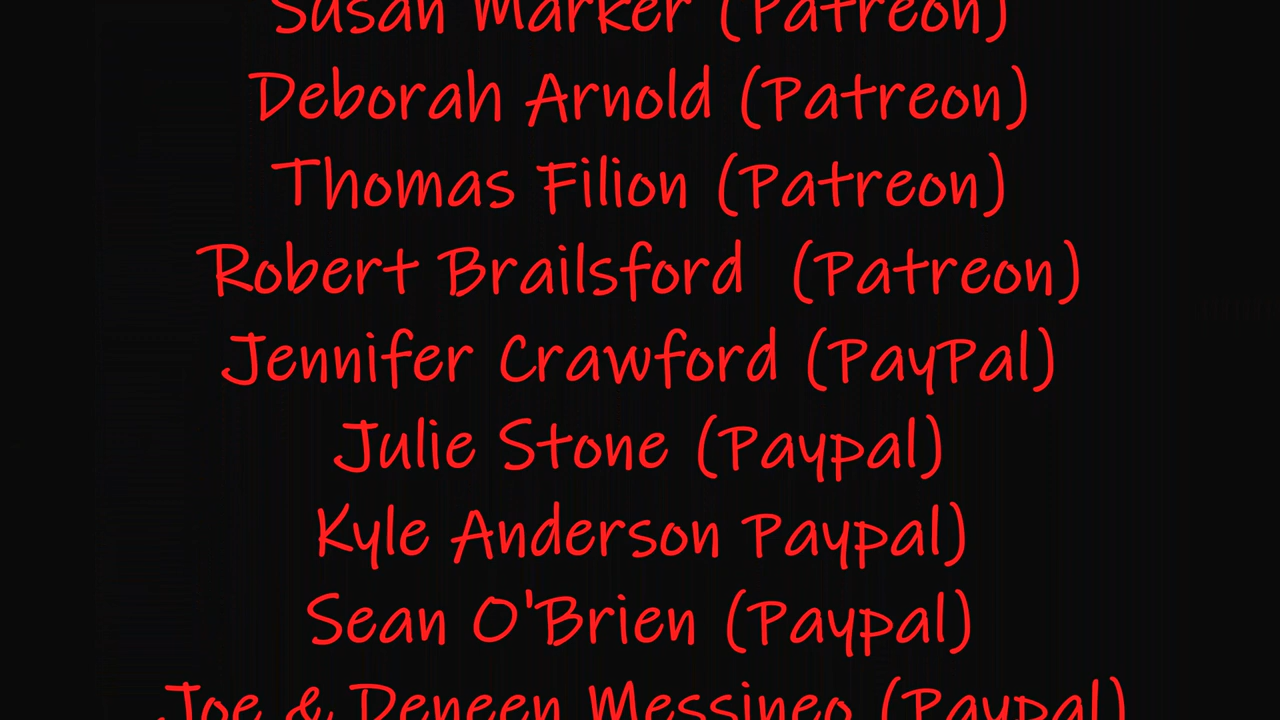 Susan Marker (Patreon)
Deborah Arnold (Patreon)
Thomas Filion (Patreon)
Robert Brailsford  (Patreon)
Jennifer Crawford (PayPal)
Julie Stone (Paypal)
Kyle Anderson Paypal)
Sean O'Brien (Paypal)
Joe & Deneen Messineo (Paypal)